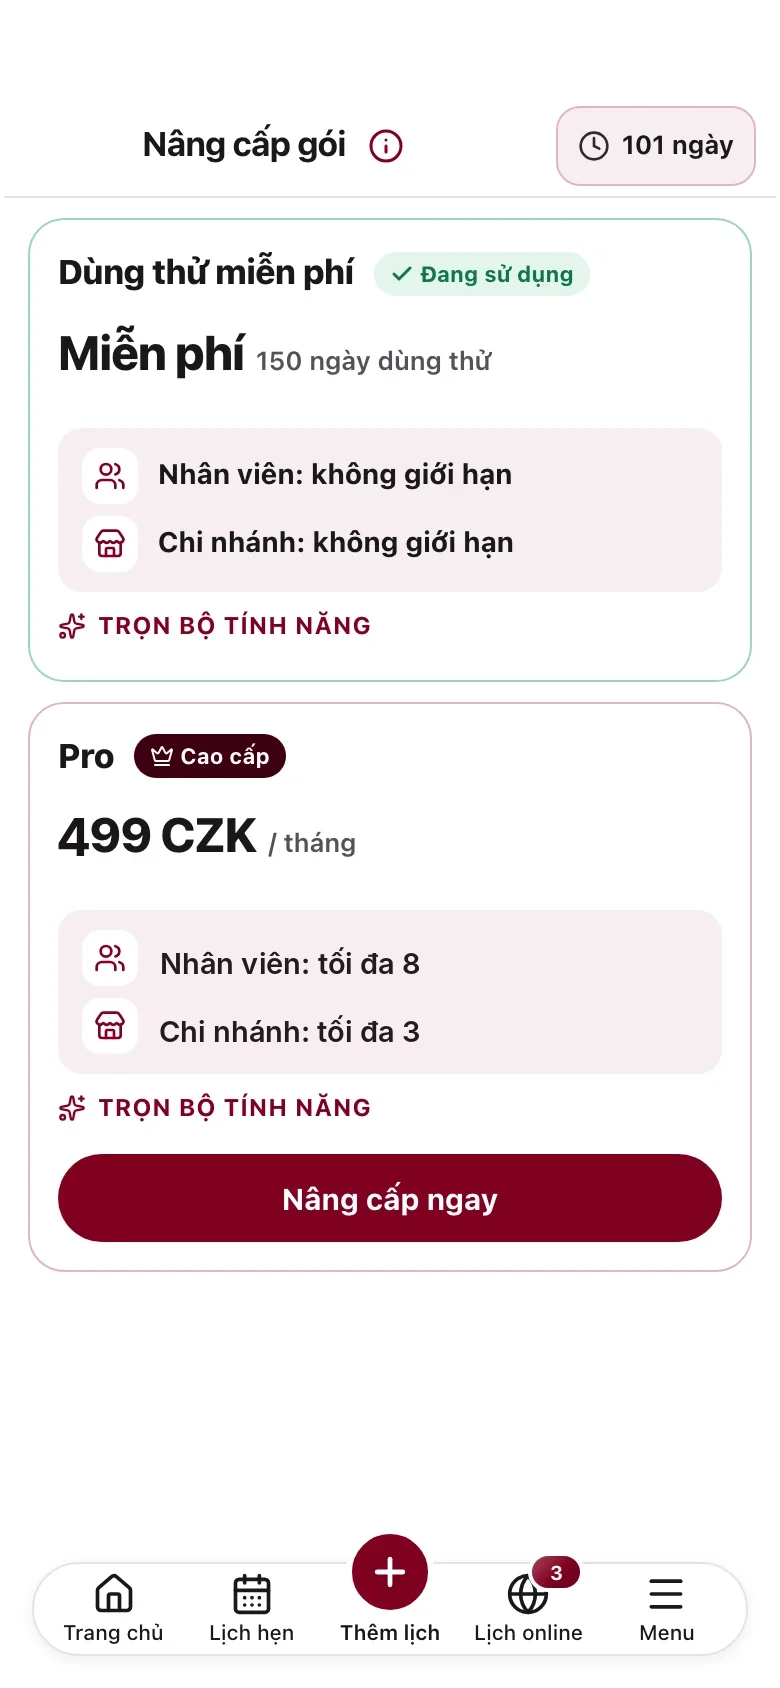 Nâng cấp gói
101 ngày
Dùng thử miễn phí
Đang sử dụng
Miễn phí 150 ngày dùng thử
Nhân viên: không giới hạn
Chi nhánh: không giới hạn
TRỌN BỘ TÍNH NĂNG
Pro
Cao cấp
499 CZK / tháng
Nhân viên: tối đa 8
Chi nhánh: tối đa 3
TRỌN BỘ TÍNH NĂNG
Nâng cấp ngay
3
Trang chủ
Lịch hẹn
Thêm lịch
Lịch online
Menu